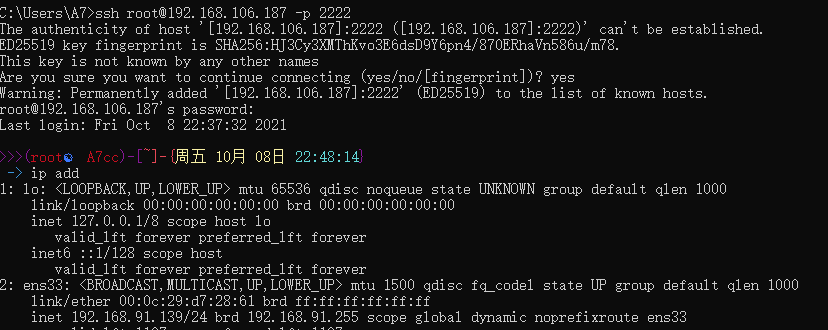 C:\Users\A7>ssh root@192.168.106.187 -p 2222
The authenticity of host '[192.168.106.187]:2222 ([192.168.106.187]:2222)' can't be established.
ED25519 key fingerprint is SHA256:HJ3Cy3XMThKvo3E6dsD9Y6pn4/870ERhaVn586u/m78.
This key is not known by any other names
Are you sure you want to continue connecting (yes/no/[fingerprint])? yes
Warning: Permanently added '[192.168.106.187]:2222' (ED25519) to the list of known hosts.
root@192.168.106.187's password:
Last login: Fri Oct  8 22:37:32 2021
>>>(root☯ A7cc)-[~]-{周五 10月 08日 22:48:14}
-> ip add
1: lo: <LOOPBACK,UP,LOWER_UP> mtu 65536 qdisc noqueue state UNKNOWN group default qlen 1000
link/loopback 00:00:00:00:00:00 brd 00:00:00:00:00:00
inet 127.0.0.1/8 scope host lo
valid_lft forever preferred_lft forever
inet6 ::1/128 scope host
valid_lft forever preferred_lft forever
2: ens33: <BROADCAST,MULTICAST,UP,LOWER_UP> mtu 1500 qdisc fq_codel state UP group default qlen 1000
link/ether 00:0c:29:d7:28:61 brd ff:ff:ff:ff:ff:ff
inet 192.168.91.139/24 brd 192.168.91.255 scope global dynamic noprefixroute ens33